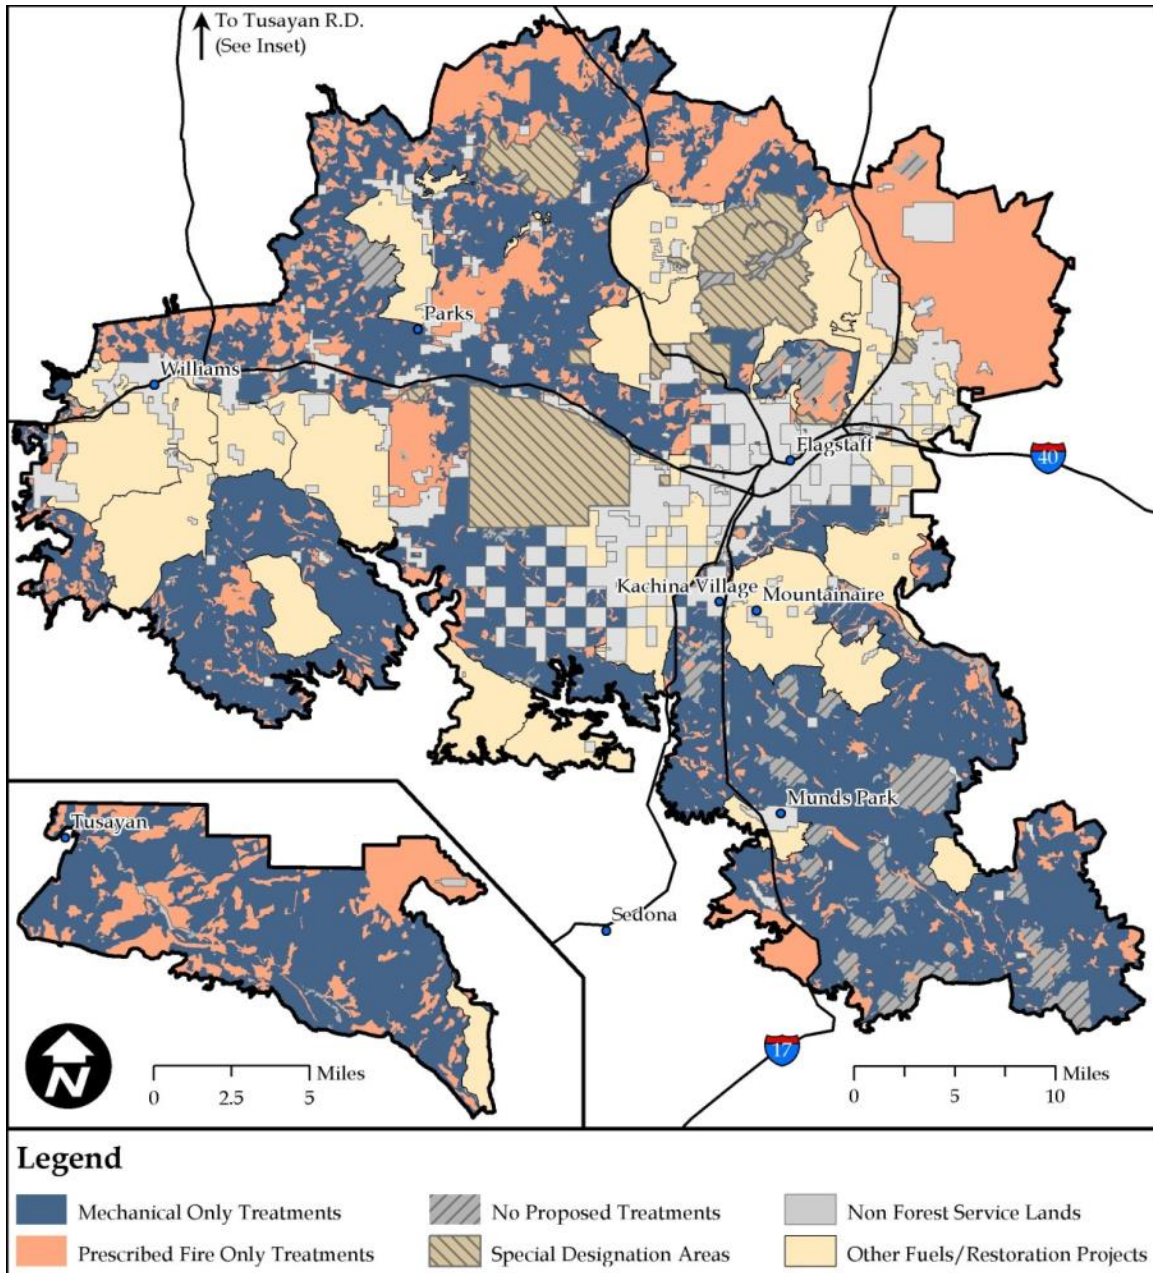 To Tusayan R.D.
(See Inset)
Parks
Williams
Flagstaff
40
Kachina Village
Mountainaire
Munds Park
Tusayan
Sedona
17
N
Miles
0 2.5 5
Miles
0 5 10
Legend
Mechanical Only Treatments
No Proposed Treatments
Non Forest Service Lands
Prescribed Fire Only Treatments
Special Designation Areas
Other Fuels/Restoration Projects